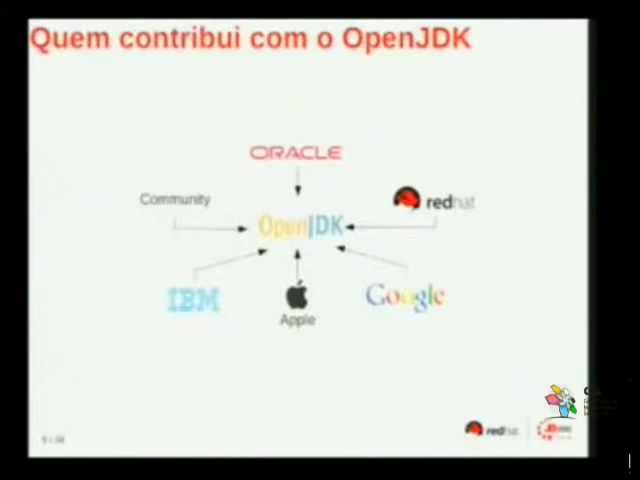 Quem contribui com o OpenJDK
ORACLE
Community
redhat
OpenJDK
IBM
Google
Apple
redhat